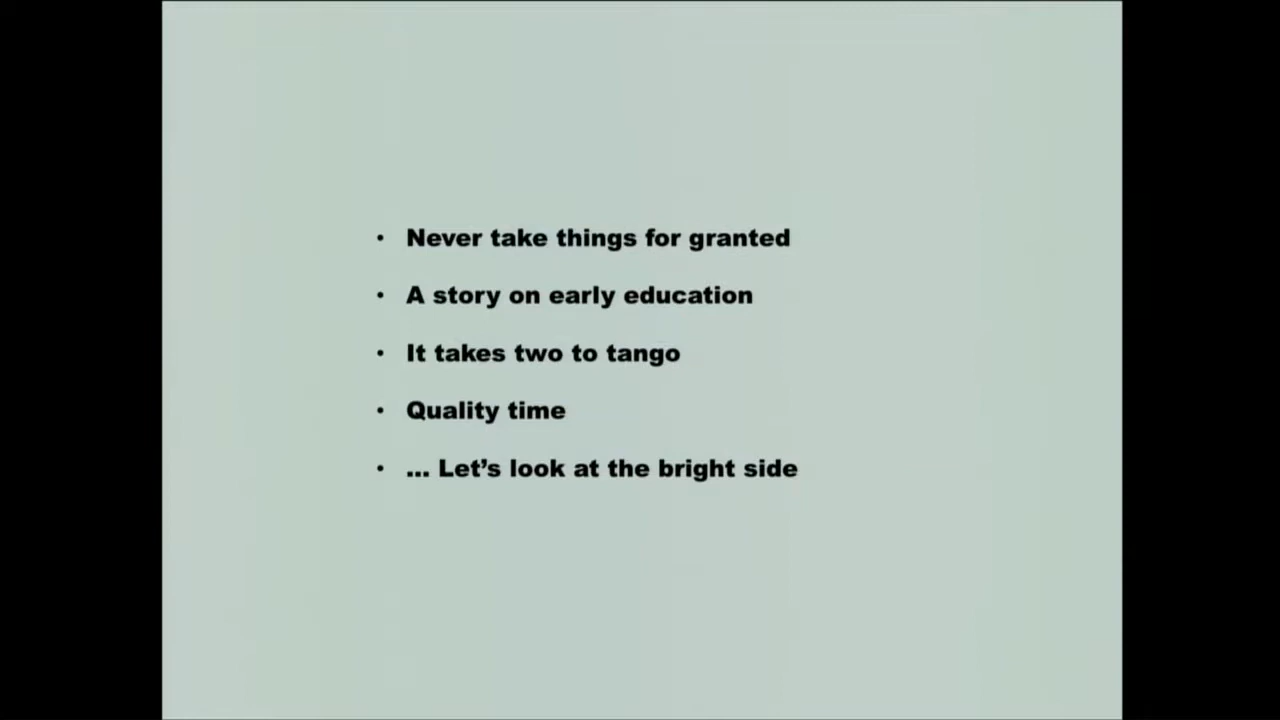 • Never take things for granted
• A story on early education
• It takes two to tango
• Quality time
• ... Let’s look at the bright side